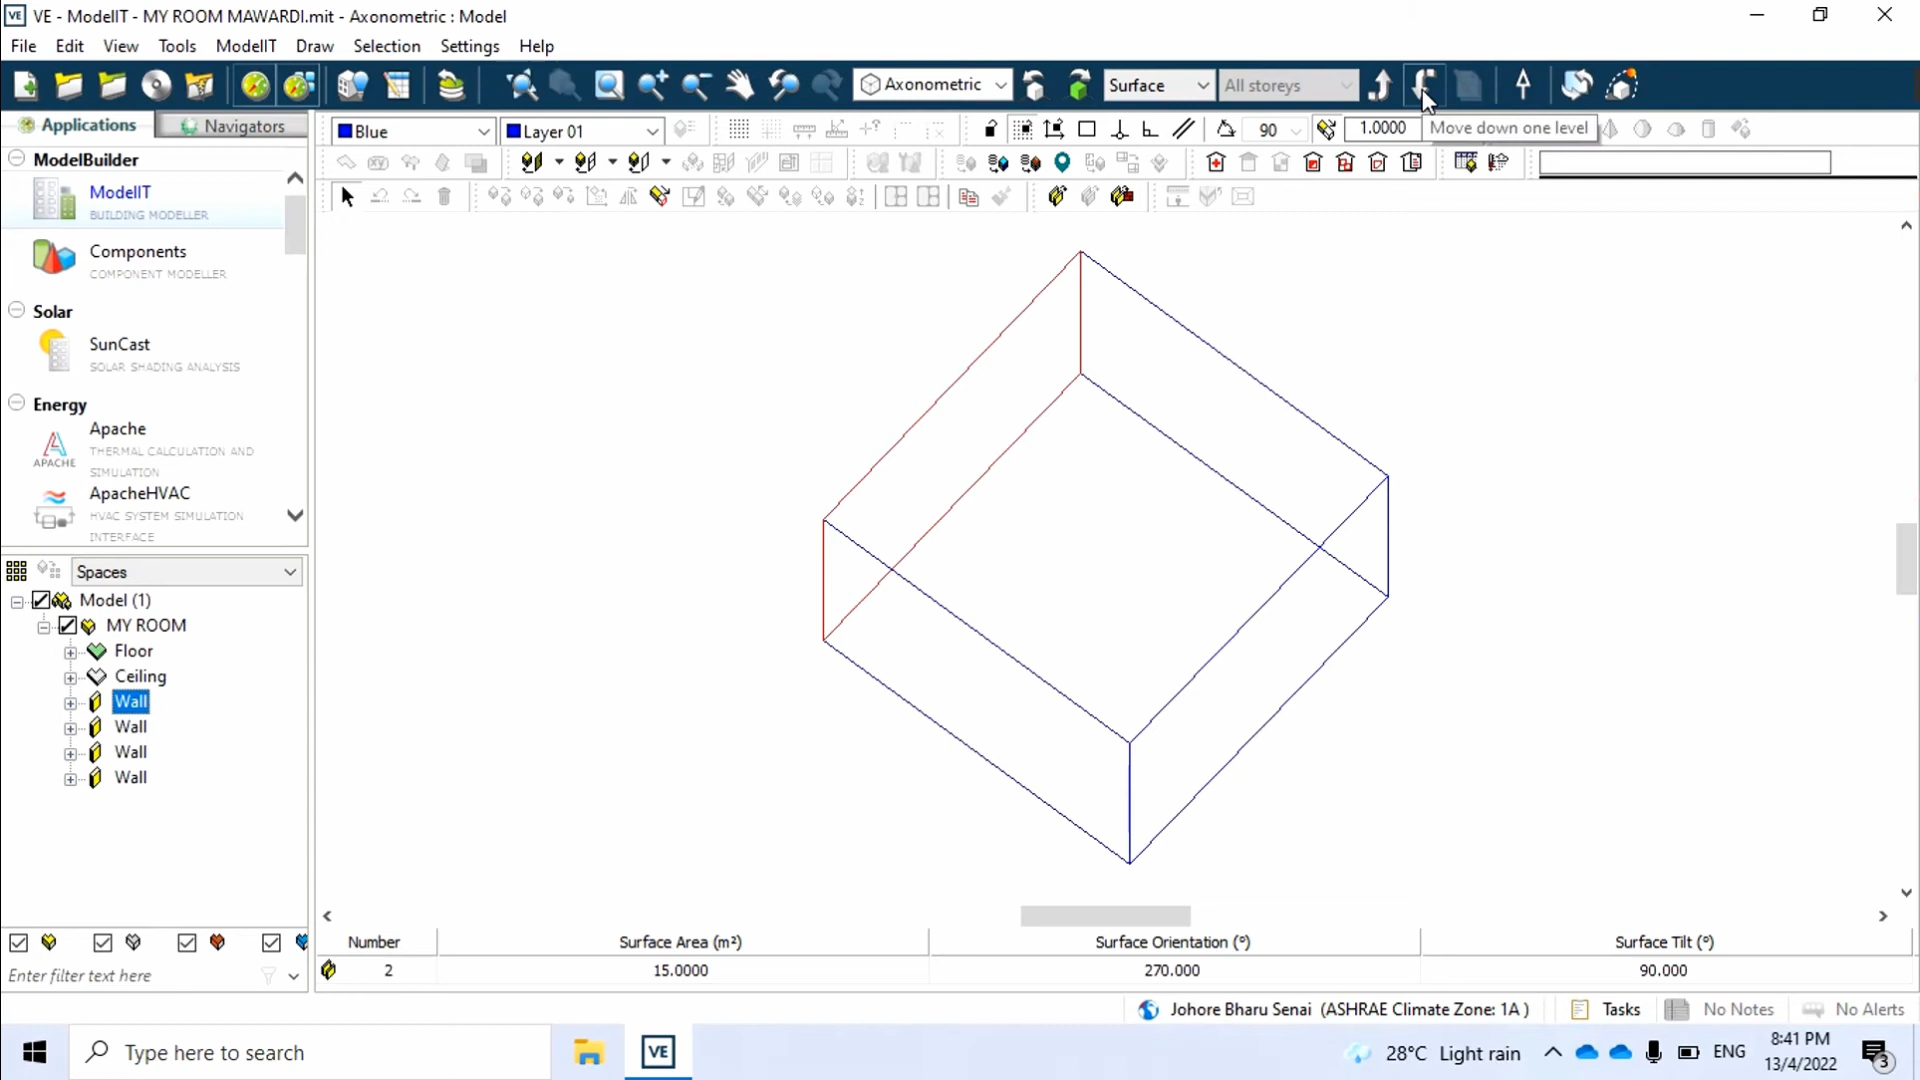 VE VE - ModelIT - MY ROOM MAWARDI.mit - Axonometric : Model
File Edit View Tools ModelIT Draw Selection Settings Help
Axonometric Surface All storeys
Applications Navigators
Blue Layer 01 90 1.0000 Move down one level
ModelBuilder
ModelIT
BUILDING MODELLER
Components
COMPONENT MODELLER
Solar
SunCast
SOLAR SHADING ANALYSIS
Energy
Apache
APACHE THERMAL CALCULATION AND
SIMULATION
ApacheHVAC
HVAC SYSTEM SIMULATION
INTERFACE
Spaces
Model (1)
MY ROOM
Floor
Ceiling
Wall
Wall
Wall
Wall
Enter filter text here
Number Surface Area (m²) Surface Orientation (°) Surface Tilt (°)
2 15.0000 270.000 90.000
Johore Bharu Senai (ASHRAE Climate Zone: 1A ) Tasks No Notes No Alerts
Type here to search VE 28°C Light rain ENG 8:41 PM
13/4/2022 3